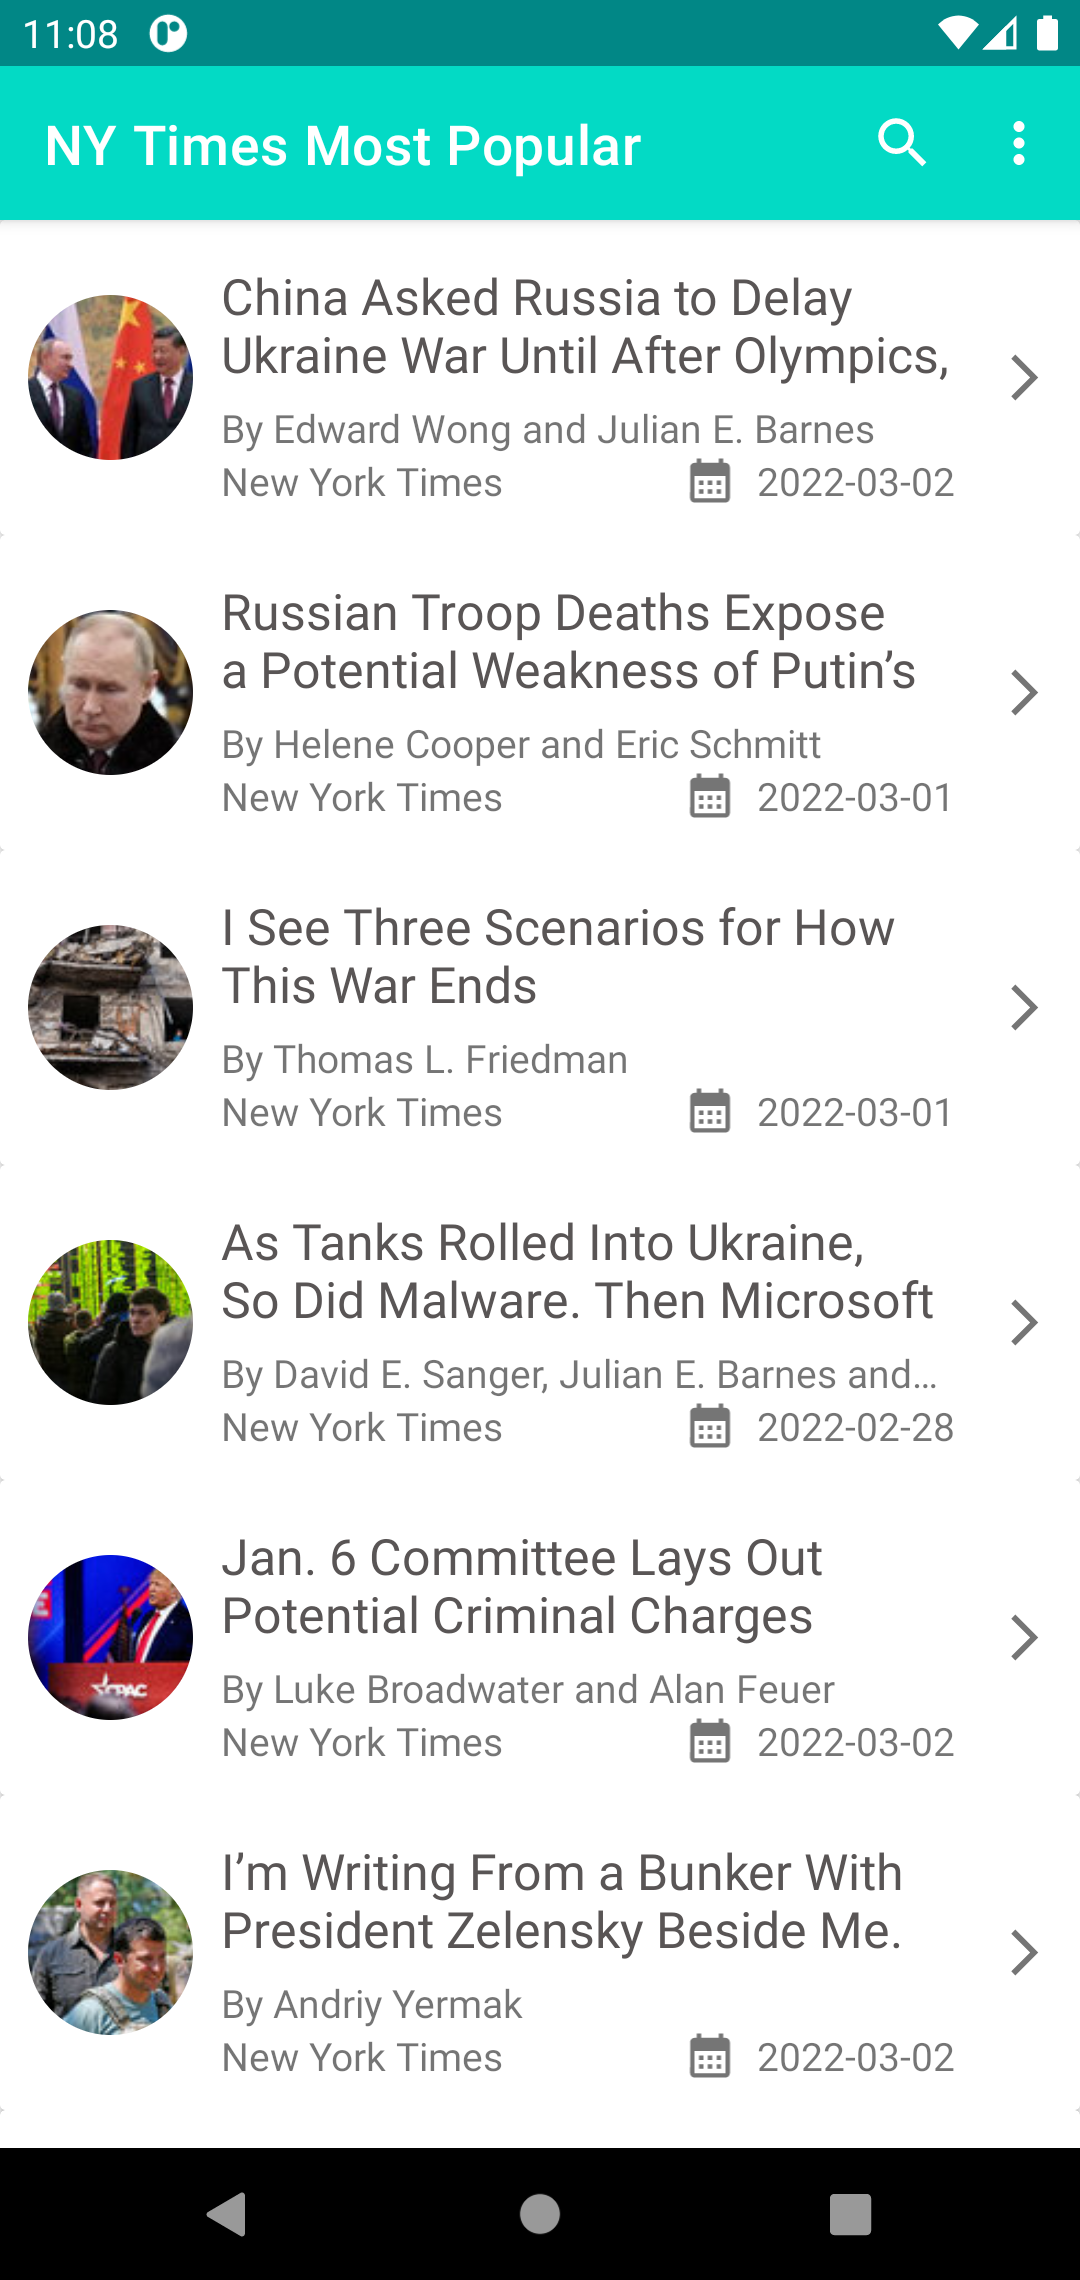 11:08
NY Times Most Popular
China Asked Russia to Delay
Ukraine War Until After Olympics,
By Edward Wong and Julian E. Barnes
New York Times 2022-03-02
Russian Troop Deaths Expose
a Potential Weakness of Putin’s
By Helene Cooper and Eric Schmitt
New York Times 2022-03-01
I See Three Scenarios for How
This War Ends
By Thomas L. Friedman
New York Times 2022-03-01
As Tanks Rolled Into Ukraine,
So Did Malware. Then Microsoft
By David E. Sanger, Julian E. Barnes and…
New York Times 2022-02-28
Jan. 6 Committee Lays Out
Potential Criminal Charges
CPAC
By Luke Broadwater and Alan Feuer
New York Times 2022-03-02
I’m Writing From a Bunker With
President Zelensky Beside Me.
By Andriy Yermak
New York Times 2022-03-02